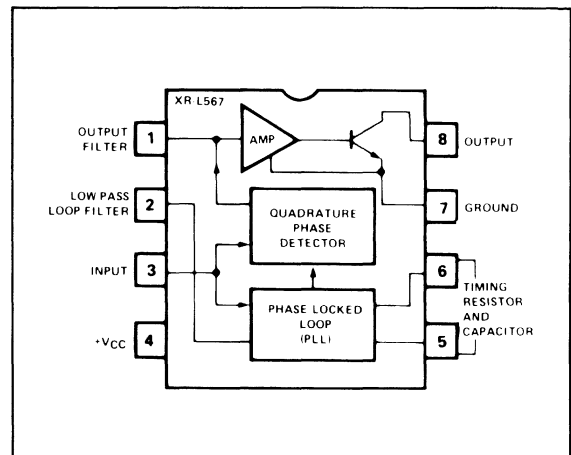 XR-L567
OUTPUT
FILTER
1
AMP
8
OUTPUT
LOW PASS
LOOP FILTER
2
QUADRATURE
PHASE
DETECTOR
7
GROUND
INPUT
3
PHASE LOCKED
LOOP
(PLL)
6
TIMING
RESISTOR
AND
CAPACITOR
+VCC
4
5